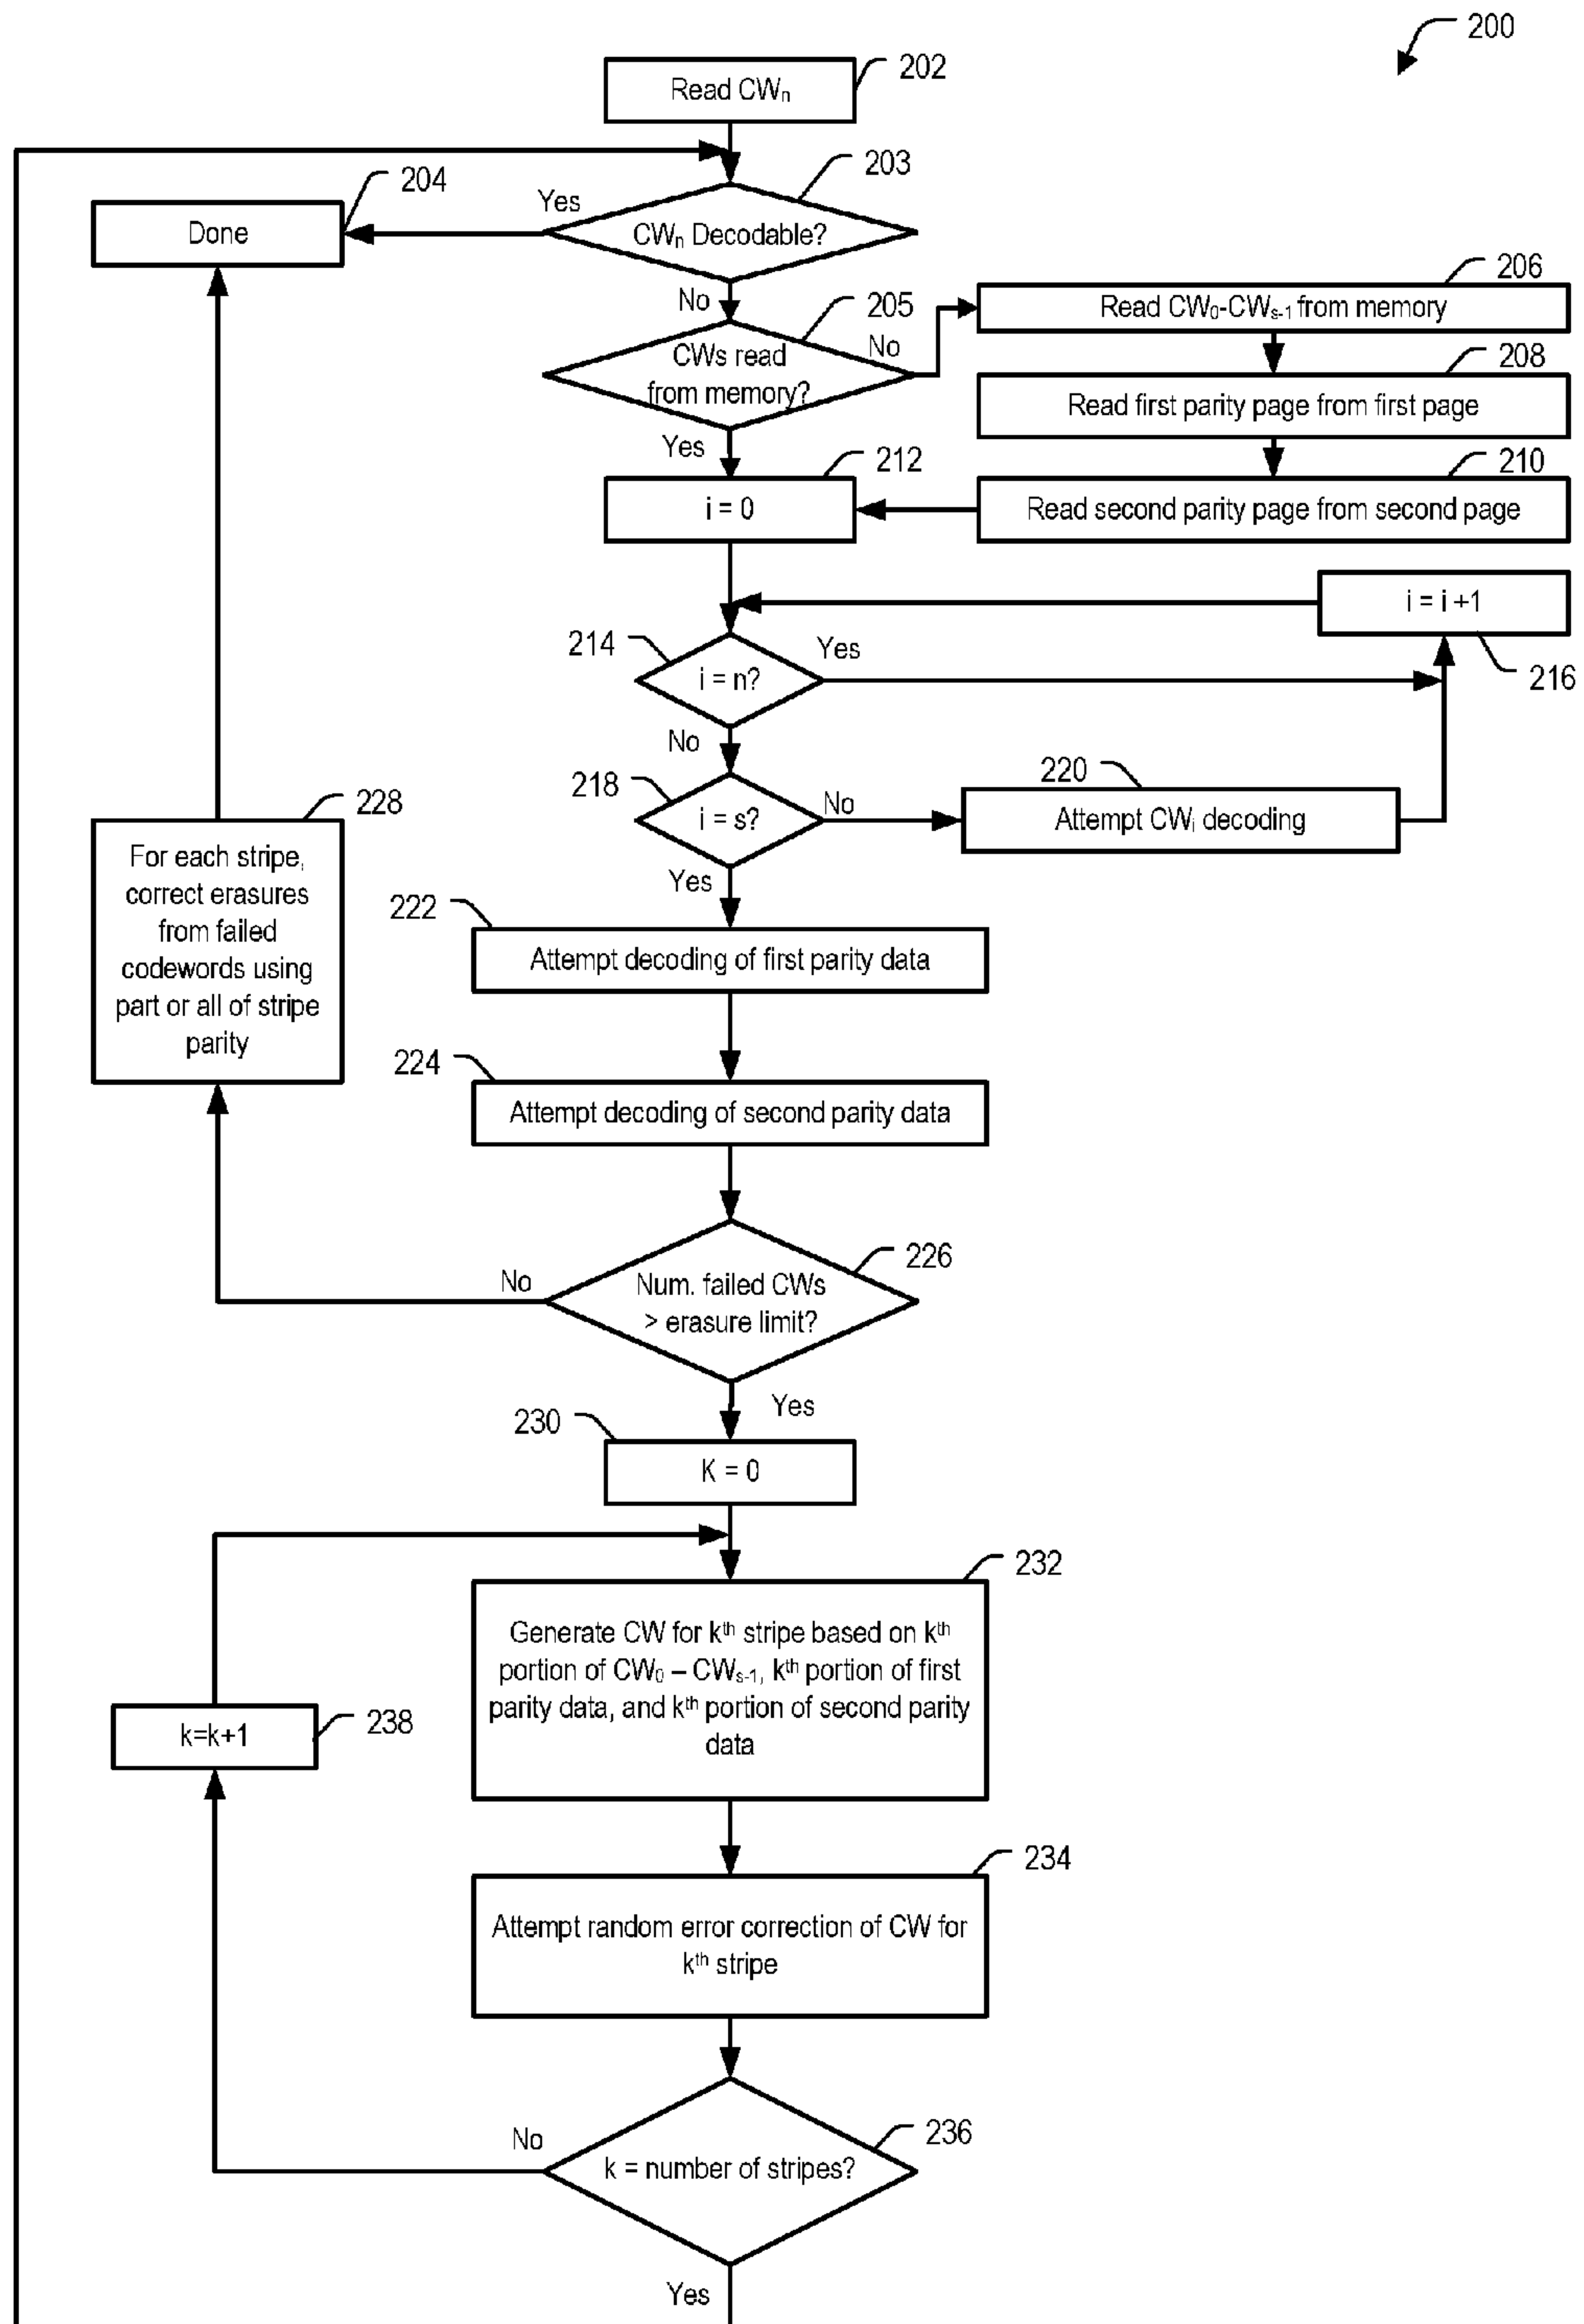 200
202
Read CWn
203
204
Yes
Done
CWn Decodable?
206
No
205
Read CW0-CWs-1 from memory
No
CWs read
from memory?
208
Read first parity page from first page
Yes
212
210
i = 0
Read second parity page from second page
i = i +1
214
Yes
i = n?
216
No
218
220
No
i = s?
Attempt CWi decoding
228
For each stripe,
correct erasures
from failed
codewords using
part or all of stripe
parity
Yes
222
Attempt decoding of first parity data
224
Attempt decoding of second parity data
226
No
Num. failed CWs
> erasure limit?
Yes
230
K = 0
232
Generate CW for kth stripe based on kth
portion of CW0 – CWs-1, kth portion of first
parity data, and kth portion of second parity
data
238
k=k+1
234
Attempt random error correction of CW for
kth stripe
236
No
k = number of stripes?
Yes